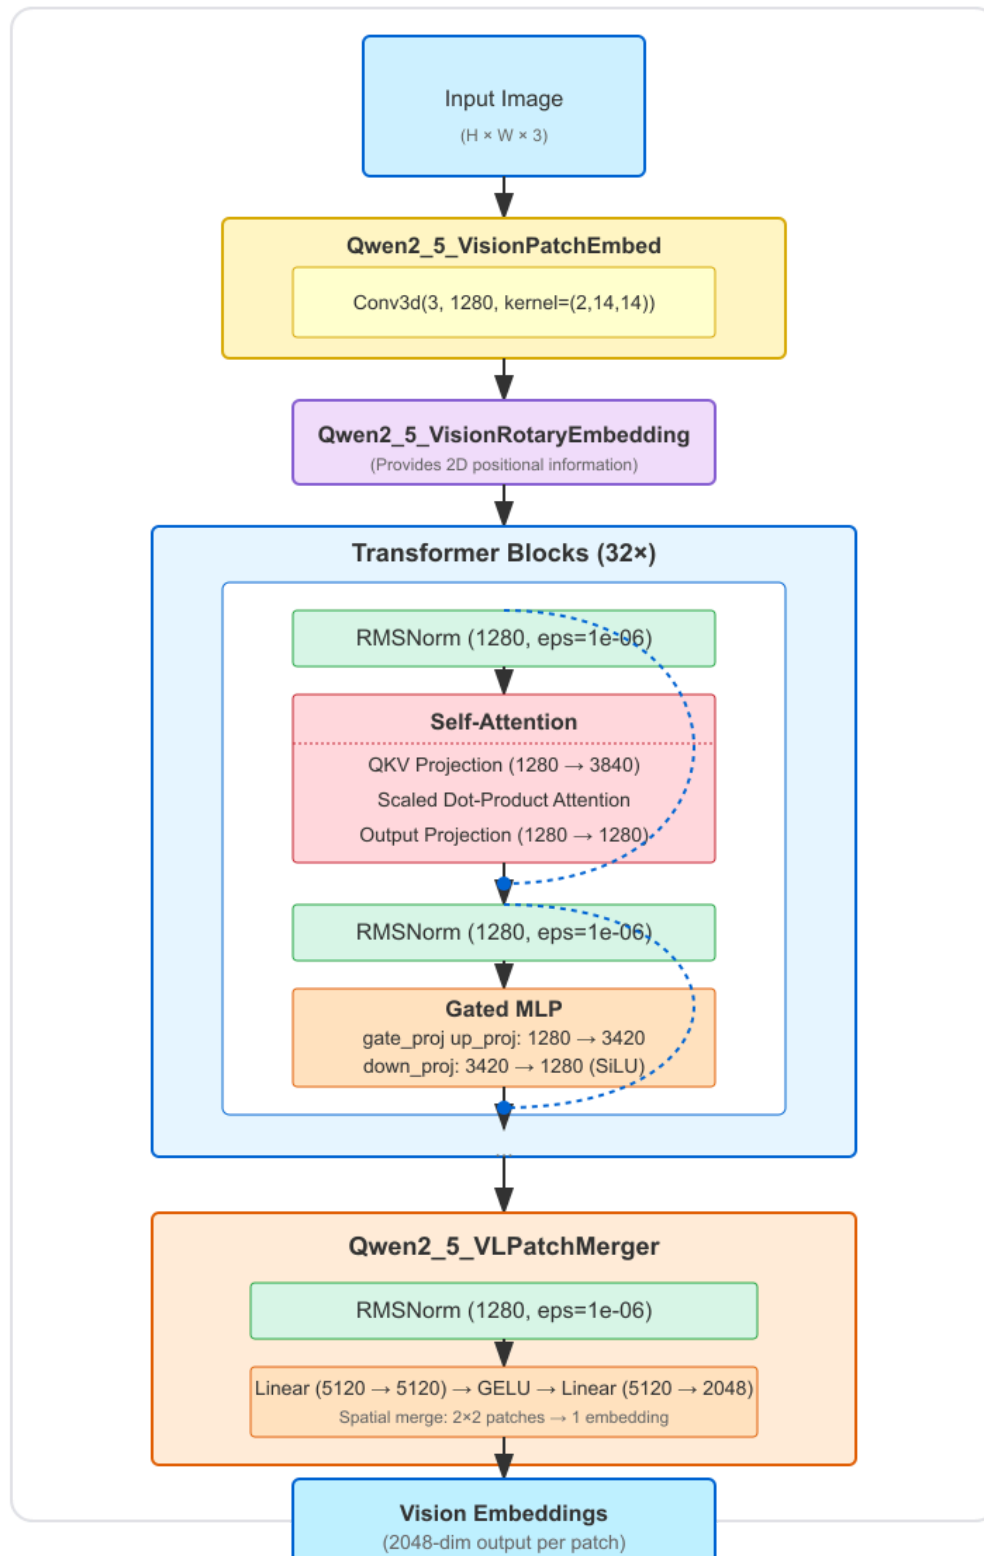 Input Image
(H × W × 3)
Qwen2_5_VisionPatchEmbed
Conv3d(3, 1280, kernel=(2,14,14))
Qwen2_5_VisionRotaryEmbedding
(Provides 2D positional information)
Transformer Blocks (32×)
RMSNorm (1280, eps=1e-06)
Self-Attention
QKV Projection (1280 → 3840)
Scaled Dot-Product Attention
Output Projection (1280 → 1280)
RMSNorm (1280, eps=1e-06)
Gated MLP
gate_proj up_proj: 1280 → 3420
down_proj: 3420 → 1280 (SiLU)
Qwen2_5_VLPatchMerger
RMSNorm (1280, eps=1e-06)
Linear (5120 → 5120) → GELU → Linear (5120 → 2048)
Spatial merge: 2×2 patches → 1 embedding
Vision Embeddings
(2048-dim output per patch)